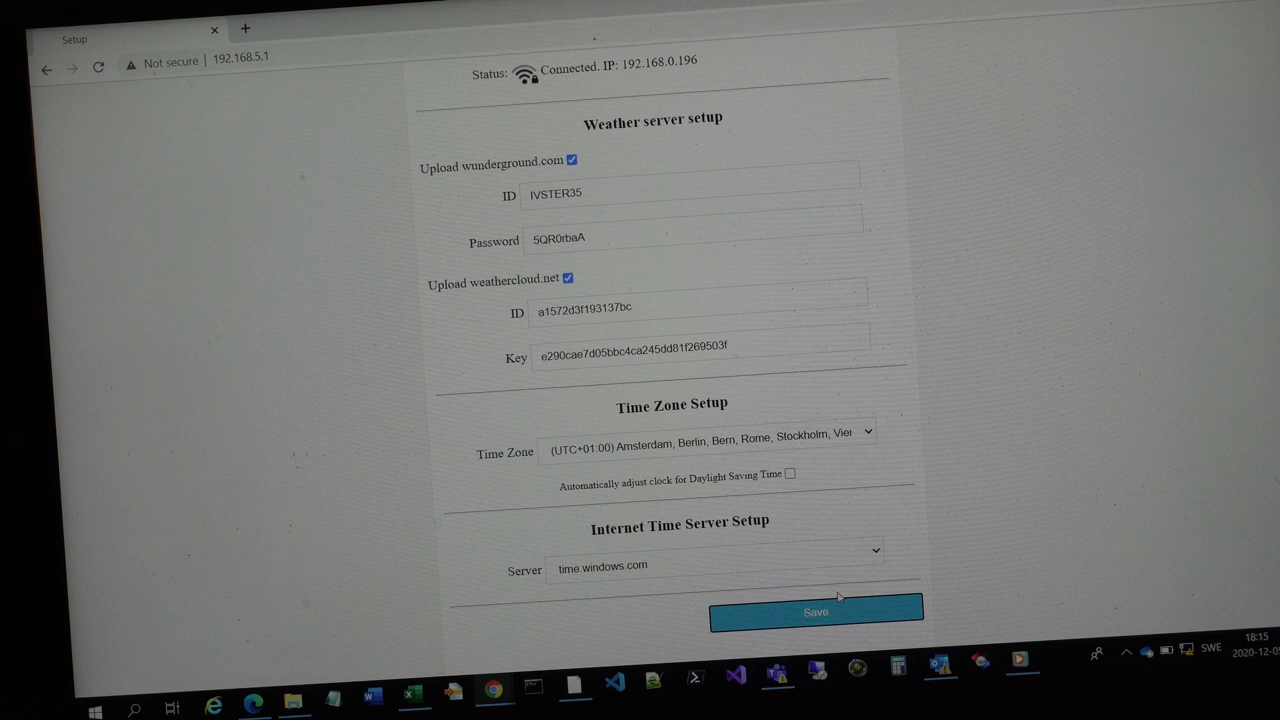 Setup
Not secure | 192.168.5.1
Status: Connected. IP: 192.168.0.196
Weather server setup
Upload wunderground.com
ID IVSTER35
Password 5QR0rbaA
Upload weathercloud.net
ID a1572d3f193137bc
Key e290cae7d05bbc4ca245dd81f269503f
Time Zone Setup
Time Zone (UTC+01:00) Amsterdam, Berlin, Bern, Rome, Stockholm, Vier
Automatically adjust clock for Daylight Saving Time
Internet Time Server Setup
Server time.windows.com
Save
SWE
18:15
2020-12-05